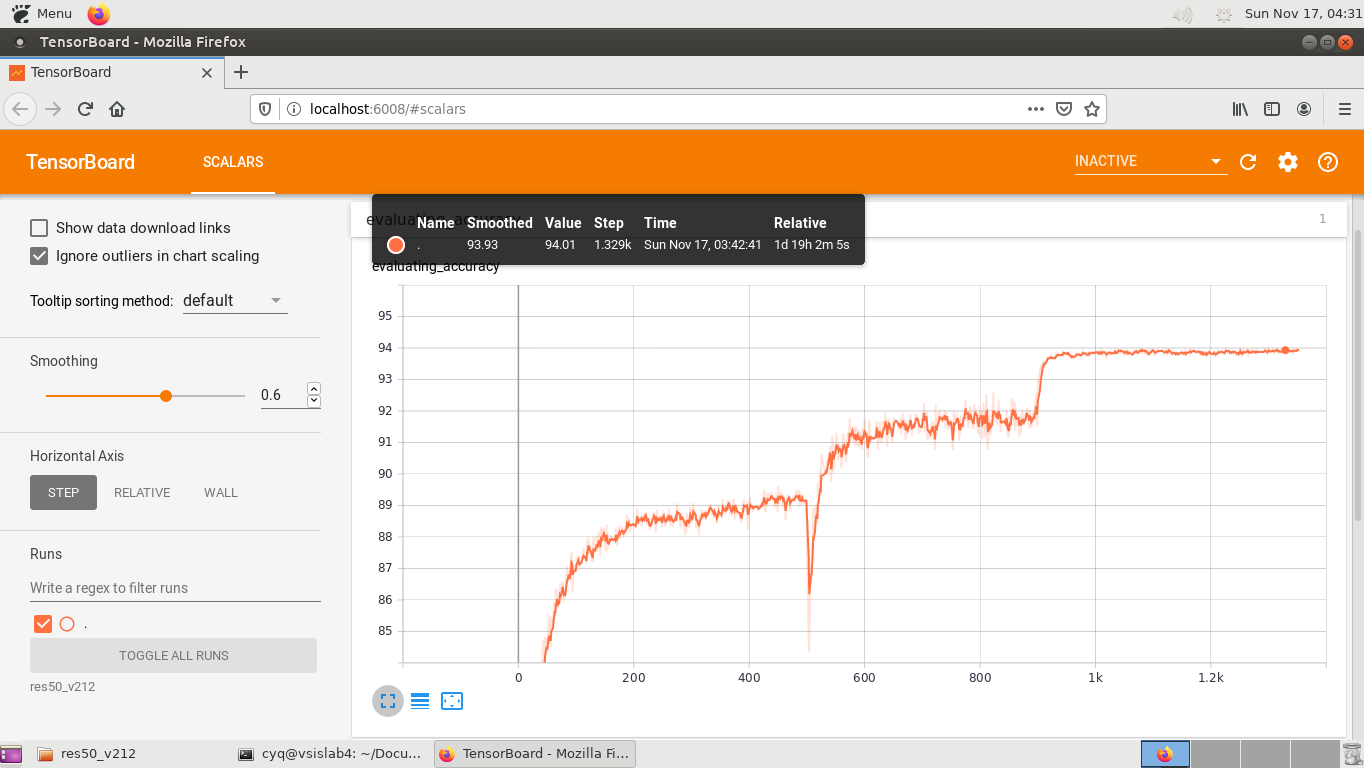 Menu
Sun Nov 17, 04:31
TensorBoard - Mozilla Firefox
TensorBoard
localhost:6008/#scalars
TensorBoard
SCALARS
INACTIVE
evaluating_accuracy
1
Name Smoothed Value Step Time Relative
. 93.93 94.01 1.329k Sun Nov 17, 03:42:41 1d 19h 2m 5s
evaluating_accuracy
Show data download links
Ignore outliers in chart scaling
Tooltip sorting method: default
Smoothing
0.6
Horizontal Axis
STEP RELATIVE WALL
Runs
Write a regex to filter runs
.
TOGGLE ALL RUNS
res50_v212
95
94
93
92
91
90
89
88
87
86
85
0 200 400 600 800 1k 1.2k
res50_v212
cyq@vsislab4: ~/Docu...
TensorBoard - Mozilla Fi...